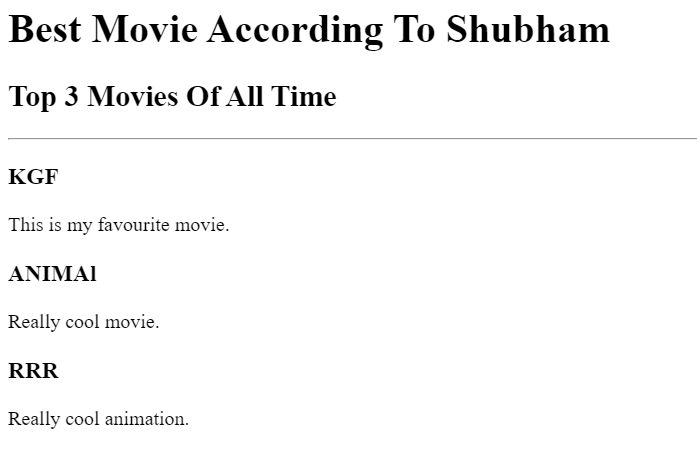 Best Movie According To Shubham
Top 3 Movies Of All Time
KGF
This is my favourite movie.
ANIMAl
Really cool movie.
RRR
Really cool animation.